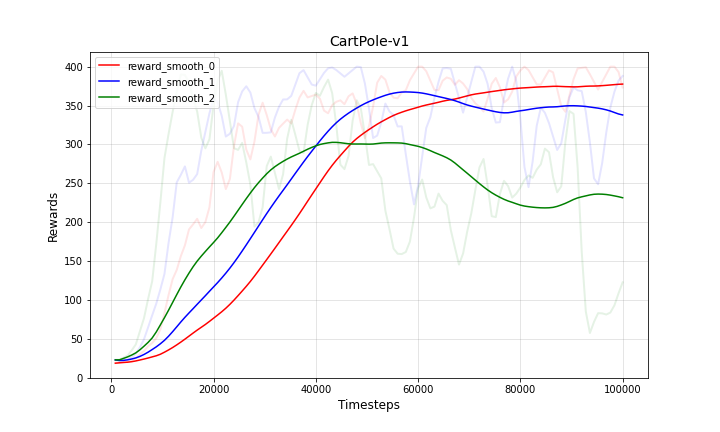 CartPole-v1
reward_smooth_0
reward_smooth_1
reward_smooth_2
400
350
300
250
200
150
100
50
0
Rewards
0 20000 40000 60000 80000 100000
Timesteps